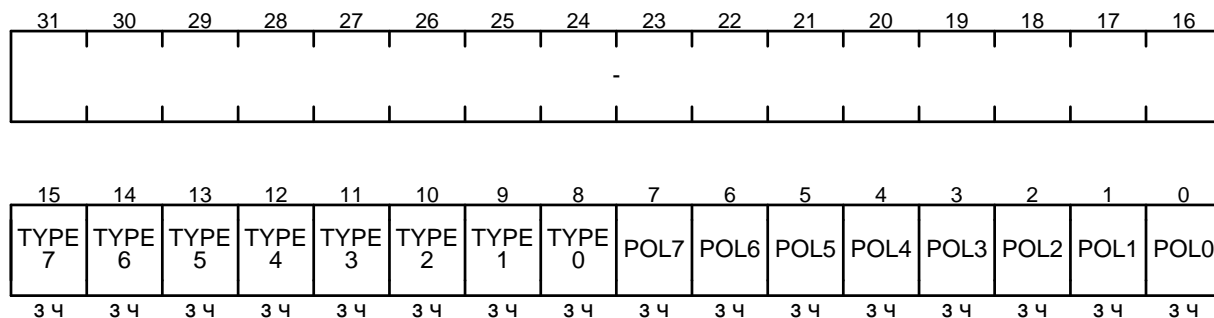 31 30 29 28 27 26 25 24 23 22 21 20 19 18 17 16
-
15 14 13 12 11 10 9 8 7 6 5 4 3 2 1 0
TYPE 7 TYPE 6 TYPE 5 TYPE 4 TYPE 3 TYPE 2 TYPE 1 TYPE 0 POL7 POL6 POL5 POL4 POL3 POL2 POL1 POL0
з ч з ч з ч з ч з ч з ч з ч з ч з ч з ч з ч з ч з ч з ч з ч з ч